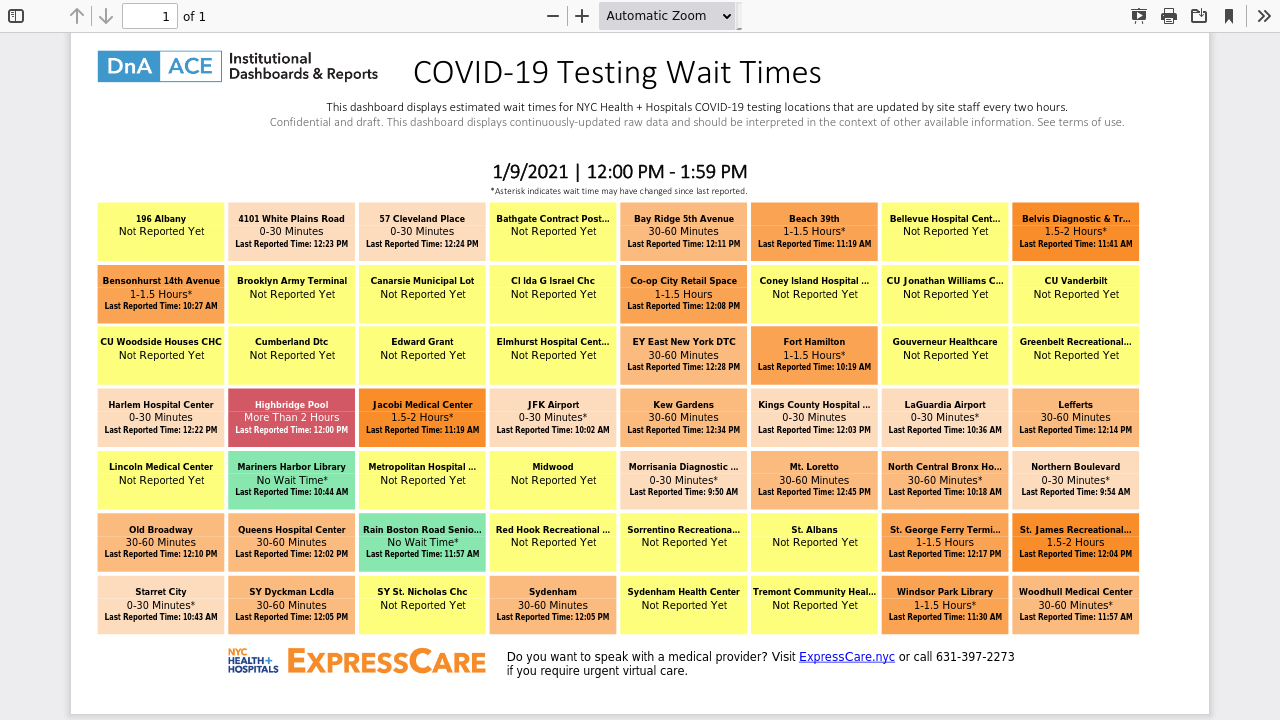 1 of 1 Automatic Zoom
DnA ACE Institutional
Dashboards & Reports
COVID-19 Testing Wait Times
This dashboard displays estimated wait times for NYC Health + Hospitals COVID-19 testing locations that are updated by site staff every two hours.
Confidential and draft. This dashboard displays continuously-updated raw data and should be interpreted in the context of other available information. See terms of use.
1/9/2021 | 12:00 PM - 1:59 PM
*Asterisk indicates wait time may have changed since last reported.
196 Albany
Not Reported Yet
4101 White Plains Road
0-30 Minutes
Last Reported Time: 12:23 PM
57 Cleveland Place
0-30 Minutes
Last Reported Time: 12:24 PM
Bathgate Contract Post...
Not Reported Yet
Bay Ridge 5th Avenue
30-60 Minutes
Last Reported Time: 12:11 PM
Beach 39th
1-1.5 Hours*
Last Reported Time: 11:19 AM
Bellevue Hospital Cent...
Not Reported Yet
Belvis Diagnostic & Tr...
1.5-2 Hours*
Last Reported Time: 11:41 AM
Bensonhurst 14th Avenue
1-1.5 Hours*
Last Reported Time: 10:27 AM
Brooklyn Army Terminal
Not Reported Yet
Canarsie Municipal Lot
Not Reported Yet
Cl Ida G Israel Chc
Not Reported Yet
Co-op City Retail Space
1-1.5 Hours
Last Reported Time: 12:08 PM
Coney Island Hospital ...
Not Reported Yet
CU Jonathan Williams C...
Not Reported Yet
CU Vanderbilt
Not Reported Yet
CU Woodside Houses CHC
Not Reported Yet
Cumberland Dtc
Not Reported Yet
Edward Grant
Not Reported Yet
Elmhurst Hospital Cent...
Not Reported Yet
EY East New York DTC
30-60 Minutes
Last Reported Time: 12:28 PM
Fort Hamilton
1-1.5 Hours*
Last Reported Time: 10:19 AM
Gouverneur Healthcare
Not Reported Yet
Greenbelt Recreational...
Not Reported Yet
Harlem Hospital Center
0-30 Minutes
Last Reported Time: 12:22 PM
Highbridge Pool
More Than 2 Hours
Last Reported Time: 12:00 PM
Jacobi Medical Center
1.5-2 Hours*
Last Reported Time: 11:19 AM
JFK Airport
0-30 Minutes*
Last Reported Time: 10:02 AM
Kew Gardens
30-60 Minutes
Last Reported Time: 12:34 PM
Kings County Hospital ...
0-30 Minutes
Last Reported Time: 12:03 PM
LaGuardia Airport
0-30 Minutes*
Last Reported Time: 10:36 AM
Lefferts
30-60 Minutes
Last Reported Time: 12:14 PM
Lincoln Medical Center
Not Reported Yet
Mariners Harbor Library
No Wait Time*
Last Reported Time: 10:44 AM
Metropolitan Hospital ...
Not Reported Yet
Midwood
Not Reported Yet
Morrisania Diagnostic ...
0-30 Minutes*
Last Reported Time: 9:50 AM
Mt. Loretto
30-60 Minutes
Last Reported Time: 12:45 PM
North Central Bronx Ho...
30-60 Minutes*
Last Reported Time: 10:18 AM
Northern Boulevard
0-30 Minutes*
Last Reported Time: 9:54 AM
Old Broadway
30-60 Minutes
Last Reported Time: 12:10 PM
Queens Hospital Center
30-60 Minutes
Last Reported Time: 12:02 PM
Rain Boston Road Senio...
No Wait Time*
Last Reported Time: 11:57 AM
Red Hook Recreational ...
Not Reported Yet
Sorrentino Recreationa...
Not Reported Yet
St. Albans
Not Reported Yet
St. George Ferry Termi...
1-1.5 Hours
Last Reported Time: 12:17 PM
St. James Recreational...
1.5-2 Hours
Last Reported Time: 12:04 PM
Starret City
0-30 Minutes*
Last Reported Time: 10:43 AM
SY Dyckman Lcdla
30-60 Minutes
Last Reported Time: 12:05 PM
SY St. Nicholas Chc
Not Reported Yet
Sydenham
30-60 Minutes
Last Reported Time: 12:05 PM
Sydenham Health Center
Not Reported Yet
Tremont Community Heal...
Not Reported Yet
Windsor Park Library
1-1.5 Hours*
Last Reported Time: 11:30 AM
Woodhull Medical Center
30-60 Minutes*
Last Reported Time: 11:57 AM
NYC
HEALTH+
HOSPITALS
EXPRESSCARE
Do you want to speak with a medical provider? Visit ExpressCare.nyc or call 631-397-2273
if you require urgent virtual care.